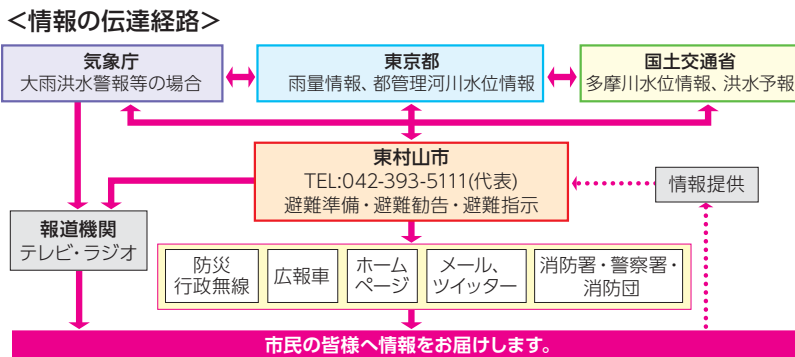 <情報の伝達経路>
気象庁
大雨洪水警報等の場合
東京都
雨量情報、都管理河川水位情報
国土交通省
多摩川水位情報、洪水予報
東村山市
TEL:042-393-5111(代表)
避難準備・避難勧告・避難指示
情報提供
報道機関
テレビ・ラジオ
防災
行政無線
広報車
ホーム
ページ
メール、
ツイッター
消防署・警察署・
消防団
市民の皆様へ情報をお届けします。